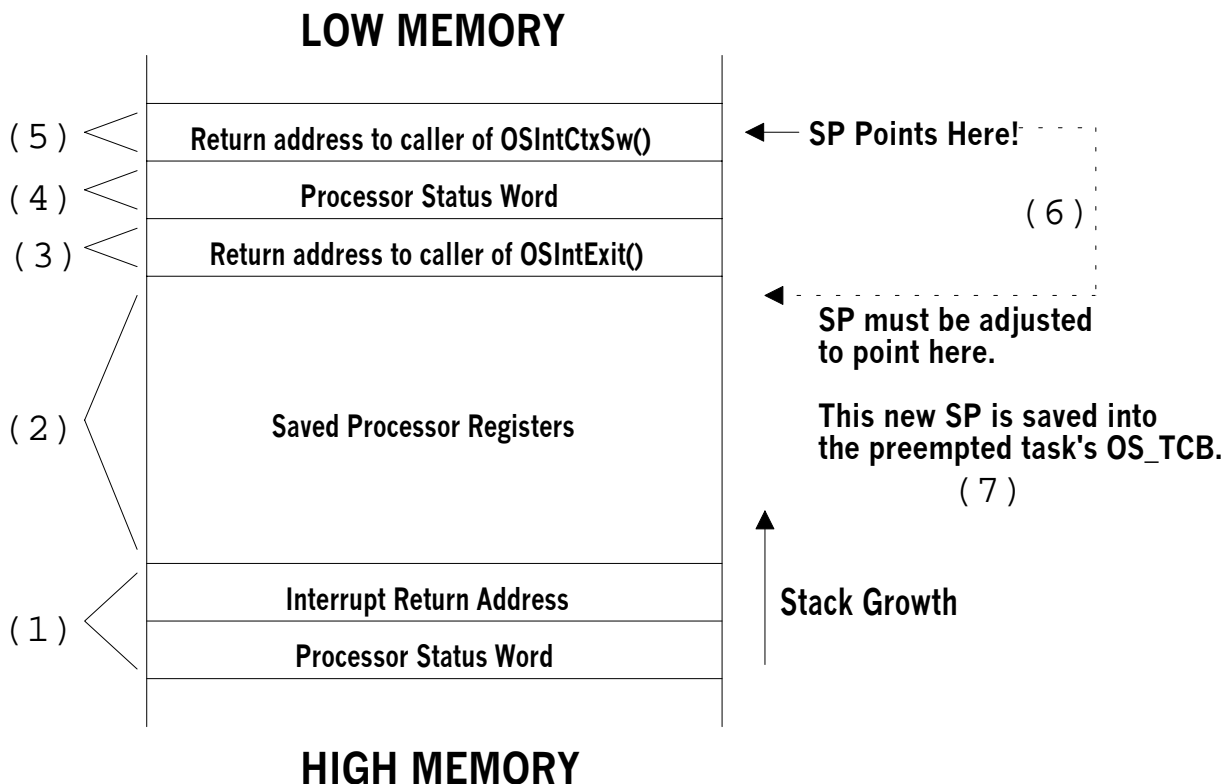 LOW MEMORY
(5)
Return address to caller of OSIntCtxSw()
SP Points Here!
(4)
Processor Status Word
(6)
(3)
Return address to caller of OSIntExit()
SP must be adjusted
to point here.
(2)
Saved Processor Registers
This new SP is saved into
the preempted task's OS_TCB.
(7)
(1)
Interrupt Return Address
Stack Growth
Processor Status Word
HIGH MEMORY